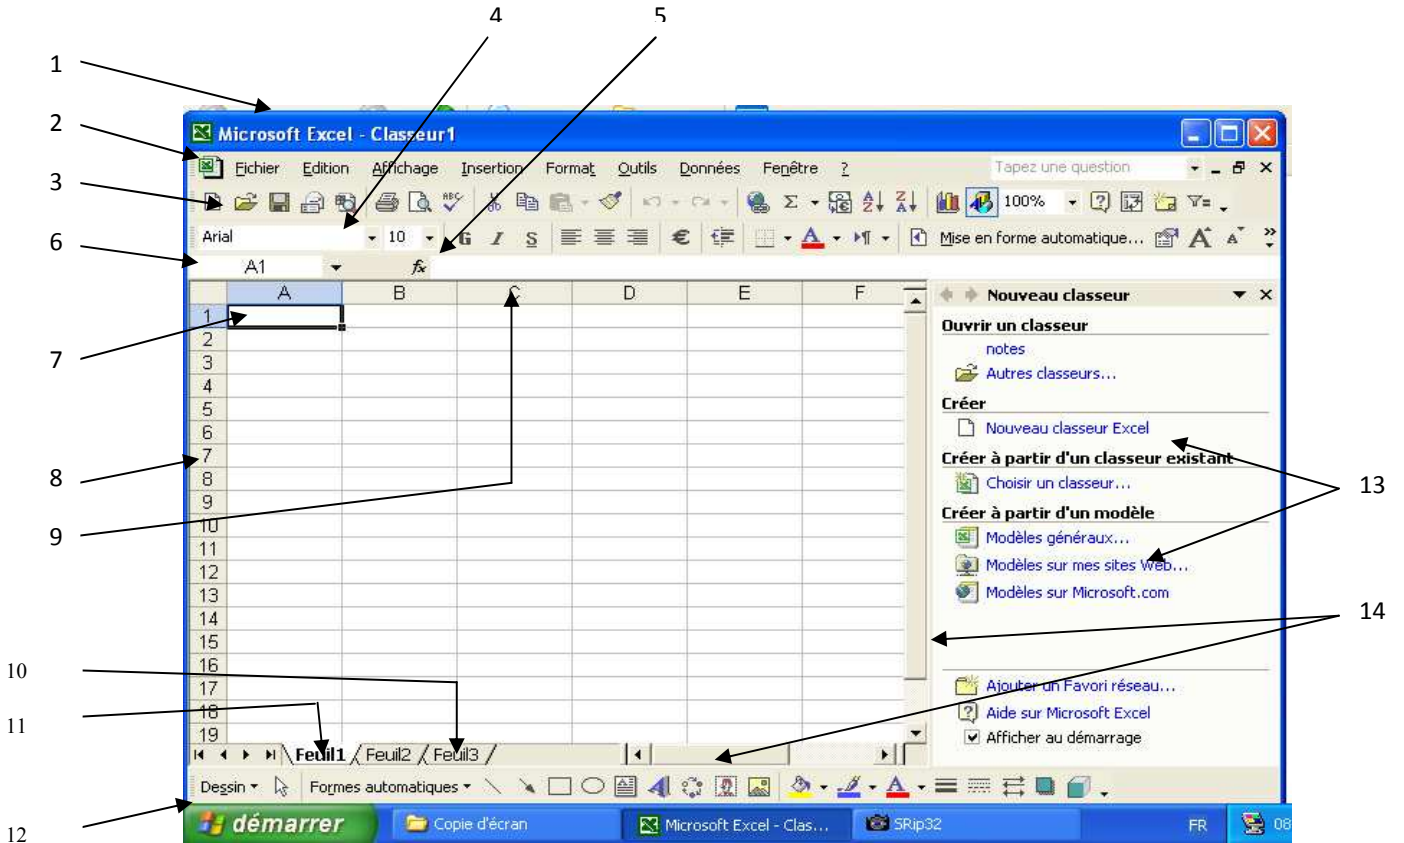 4 5
1
2
3
6
7
8
9
10
11
12
13
14
Microsoft Excel - Classeur1
Fichier Edition Affichage Insertion Format Outils Données Fenêtre ? Tapez une question
ABC Σ 100% ?
Arial 10 G I S € Mise en forme automatique... A A
A1 fx
A B C D E F
1
2
3
4
5
6
7
8
9
10
11
12
13
14
15
16
17
18
19
Nouveau classeur
Ouvrir un classeur
notes
Autres classeurs...
Créer
Nouveau classeur Excel
Créer à partir d'un classeur existant
Choisir un classeur...
Créer à partir d'un modèle
Modèles généraux...
Modèles sur mes sites Web...
Modèles sur Microsoft.com
Ajouter un Favori réseau...
Aide sur Microsoft Excel
Afficher au démarrage
Feuil1 Feuil2 Feuil3
Dessin Formes automatiques
démarrer Copie d'écran Microsoft Excel - Clas... SRip32 FR 08